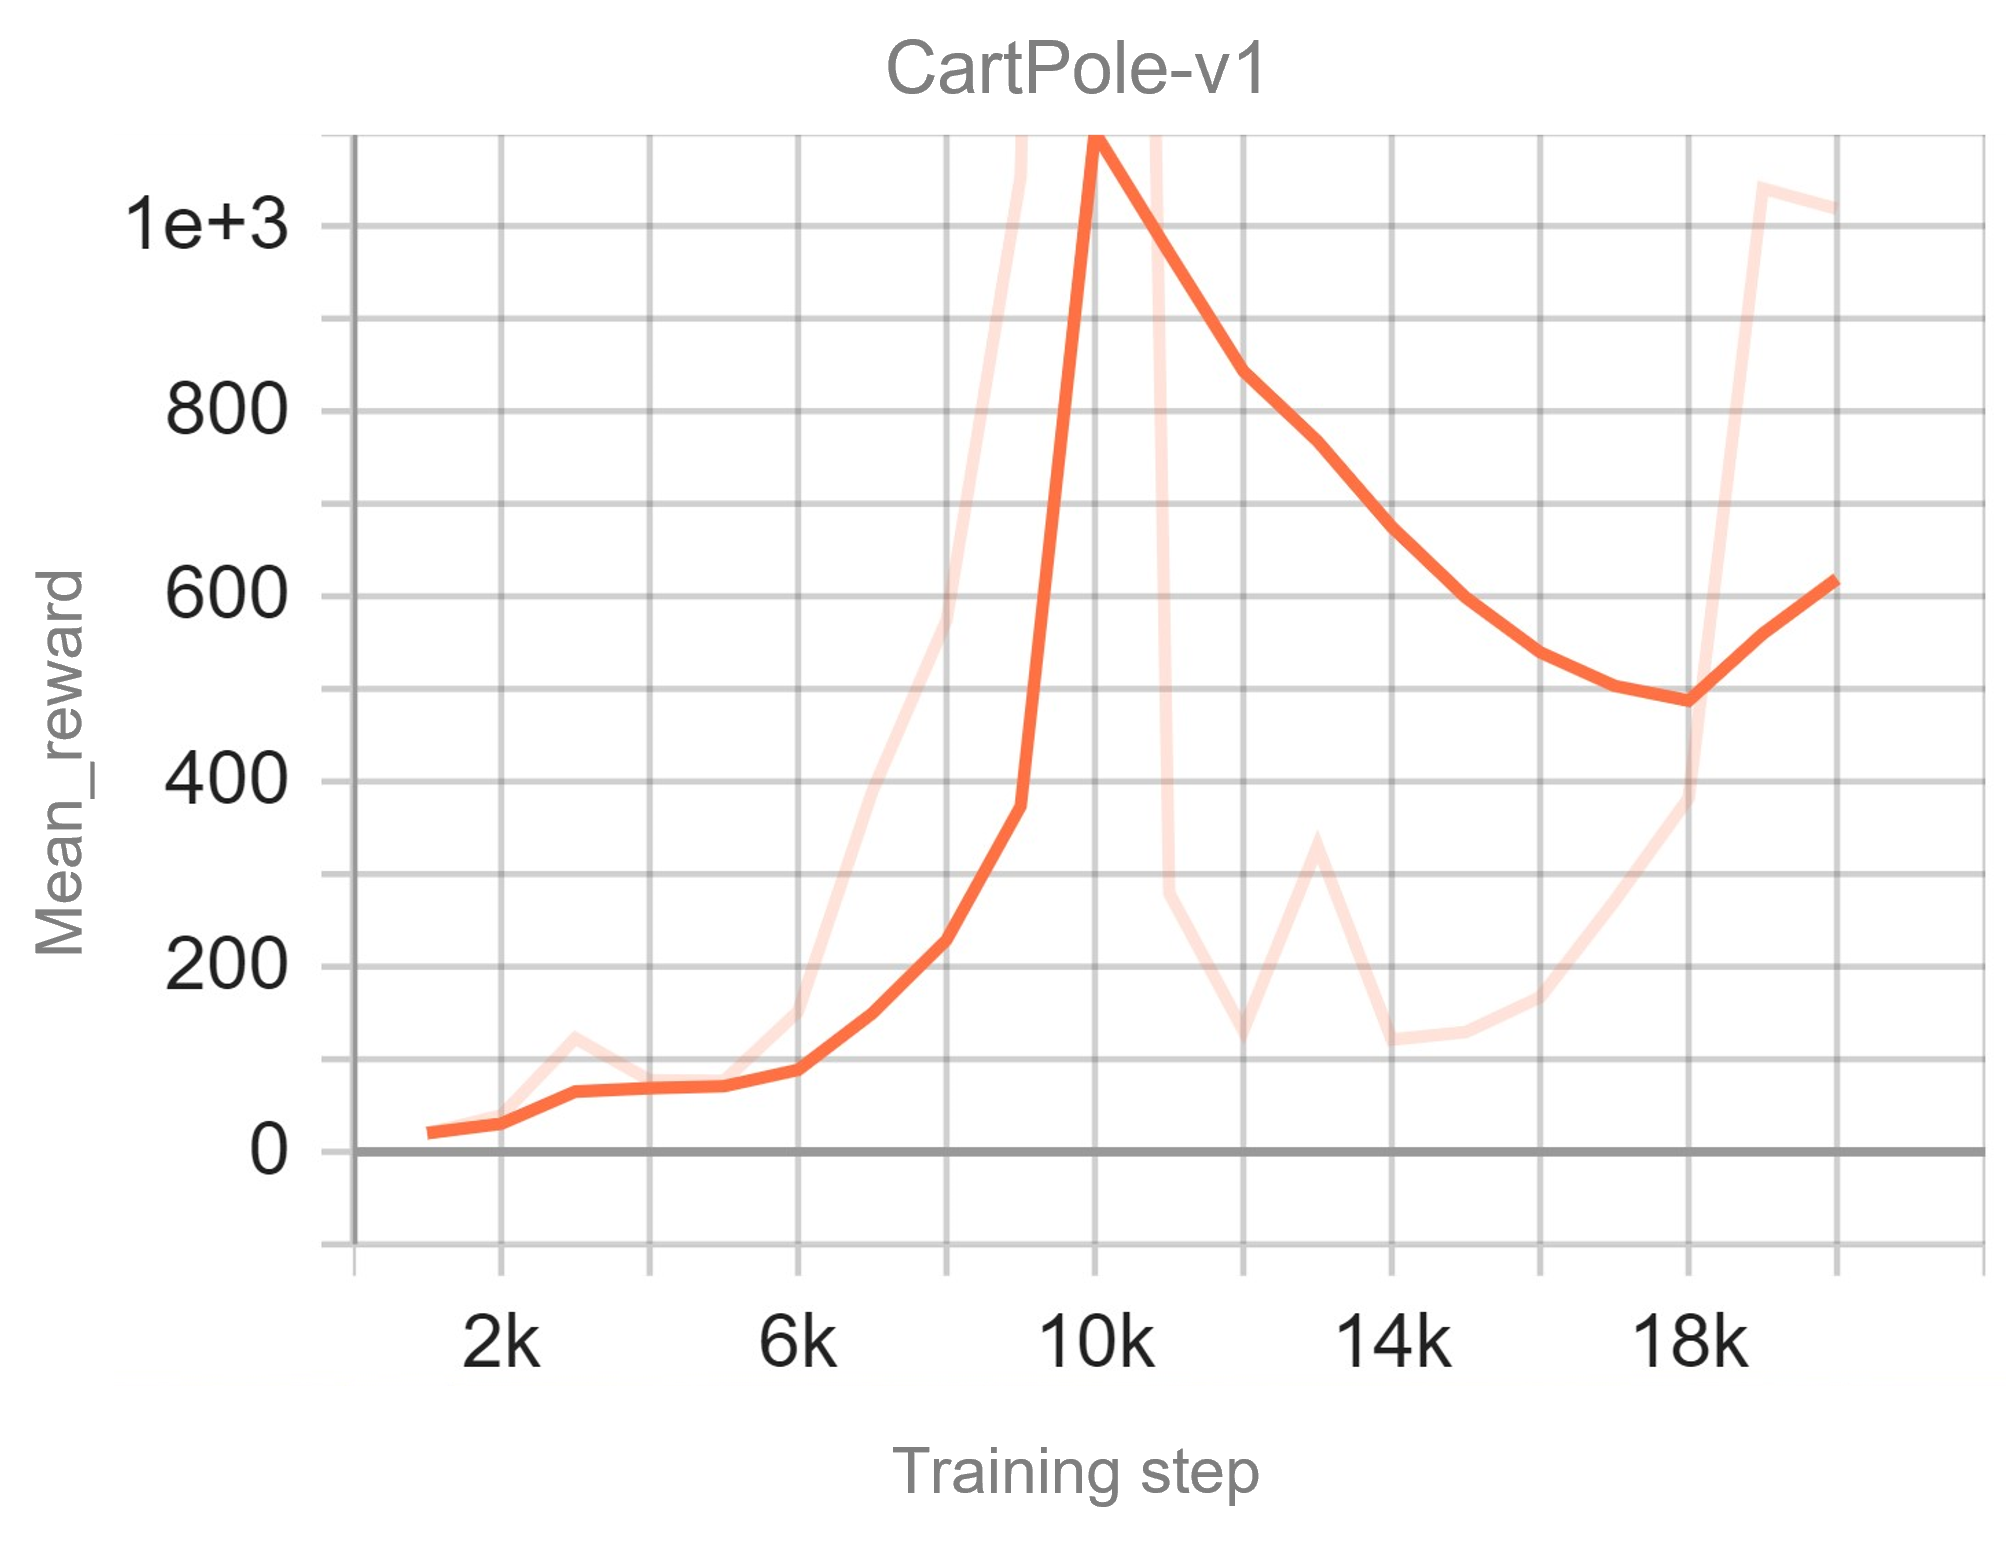 CartPole-v1
1e+3
800
600
400
200
0
Mean_reward
2k 6k 10k 14k 18k
Training step